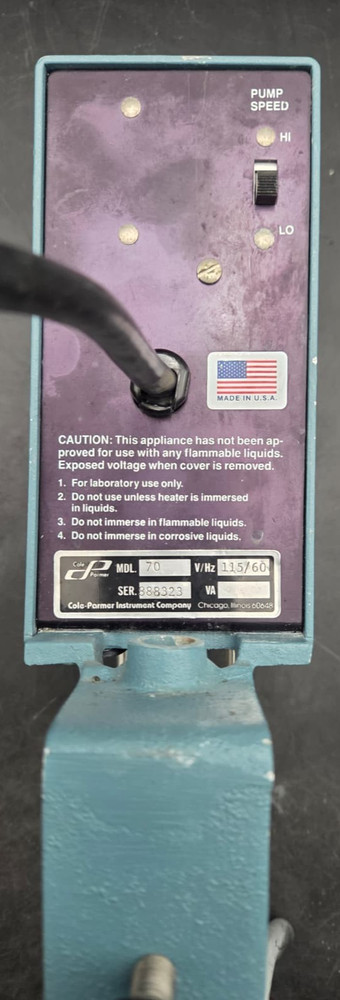 PUMP
SPEED
HI
LO
MADE IN U.S.A.
CAUTION: This appliance has not been ap-
proved for use with any flammable liquids.
Exposed voltage when cover is removed.
1. For laboratory use only.
2. Do not use unless heater is immersed
in liquids.
3. Do not immerse in flammable liquids.
4. Do not immerse in corrosive liquids.
Cole Parmer MDL. 70 V/Hz 115/60
SER. 888323 VA
Cole-Parmer Instrument Company Chicago, Illinois 60648